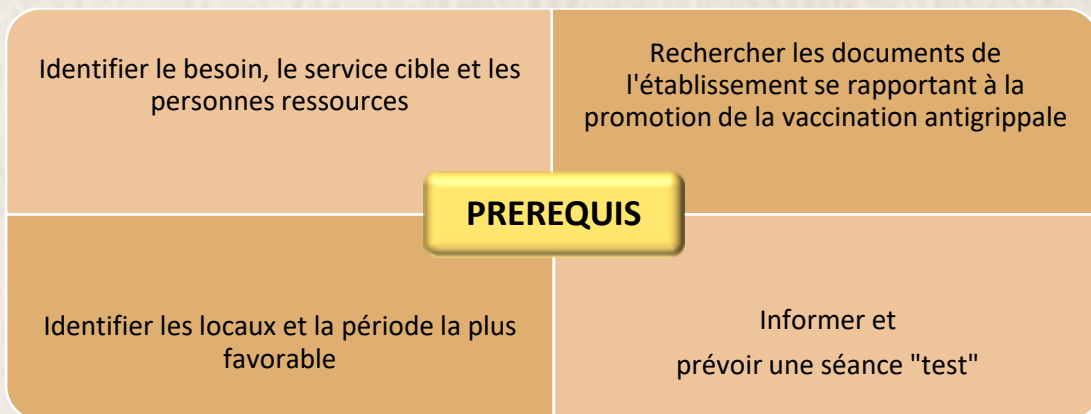 Identifier le besoin, le service cible et les
personnes ressources
Rechercher les documents de
l'établissement se rapportant à la
promotion de la vaccination antigrippale
PREREQUIS
Identifier les locaux et la période la plus
favorable
Informer et
prévoir une séance "test"